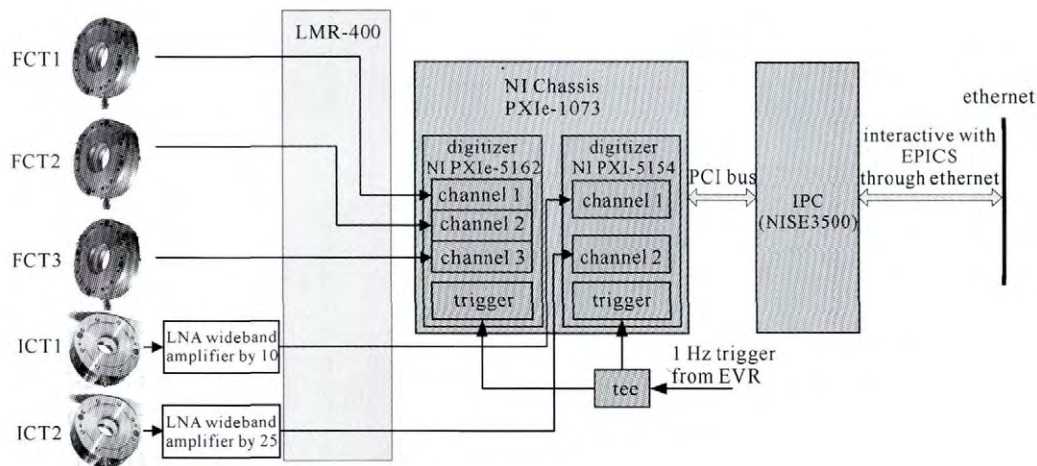 LMR-400
FCT1
FCT2
FCT3
ICT1
ICT2
LNA wideband
amplifier by 10
LNA wideband
amplifier by 25
NI Chassis
PXIe-1073
digitizer
NI PXIe-5162
channel 1
channel 2
channel 3
trigger
digitizer
NI PXI-5154
channel 1
channel 2
trigger
tee
1 Hz trigger
from EVR
PCI bus
IPC
(NISE3500)
ethernet
interactive with
EPICS
through ethernet